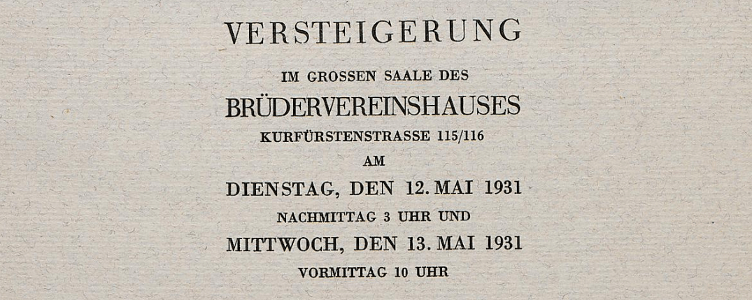 VERSTEIGERUNG
IM GROSSEN SAALE DES
BRÜDERVEREINSHAUSES
KURFÜRSTENSTRASSE 115/116
AM
DIENSTAG, DEN 12. MAI 1931
NACHMITTAG 3 UHR UND
MITTWOCH, DEN 13. MAI 1931
VORMITTAG 10 UHR